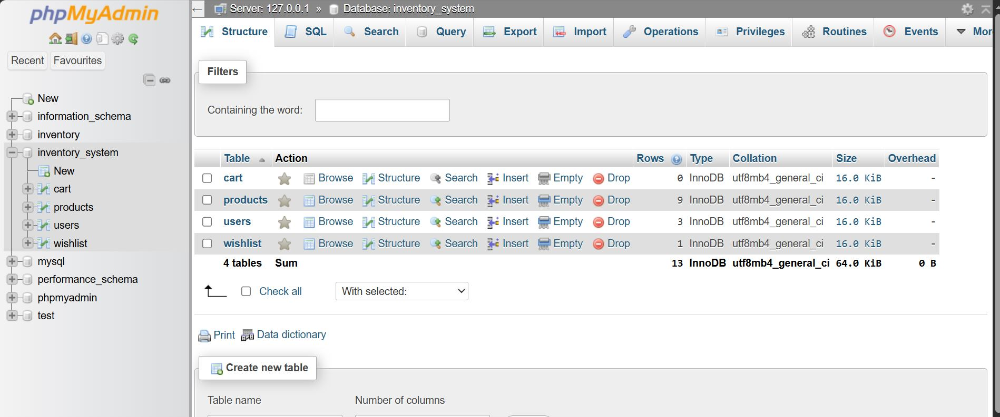 phpMyAdmin
Recent Favourites
New
information_schema
inventory
inventory_system
New
cart
products
users
wishlist
mysql
performance_schema
phpmyadmin
test
Server: 127.0.0.1 » Database: inventory_system
Structure SQL Search Query Export Import Operations Privileges Routines Events
Filters
Containing the word:
Table Action Rows Type Collation Size Overhead
cart Browse Structure Search Insert Empty Drop 0 InnoDB utf8mb4_general_ci 16.0 KiB -
products Browse Structure Search Insert Empty Drop 9 InnoDB utf8mb4_general_ci 16.0 KiB -
users Browse Structure Search Insert Empty Drop 3 InnoDB utf8mb4_general_ci 16.0 KiB -
wishlist Browse Structure Search Insert Empty Drop 1 InnoDB utf8mb4_general_ci 16.0 KiB -
4 tables Sum 13 InnoDB utf8mb4_general_ci 64.0 KiB 0 B
Check all With selected:
Print Data dictionary
Create new table
Table name Number of columns